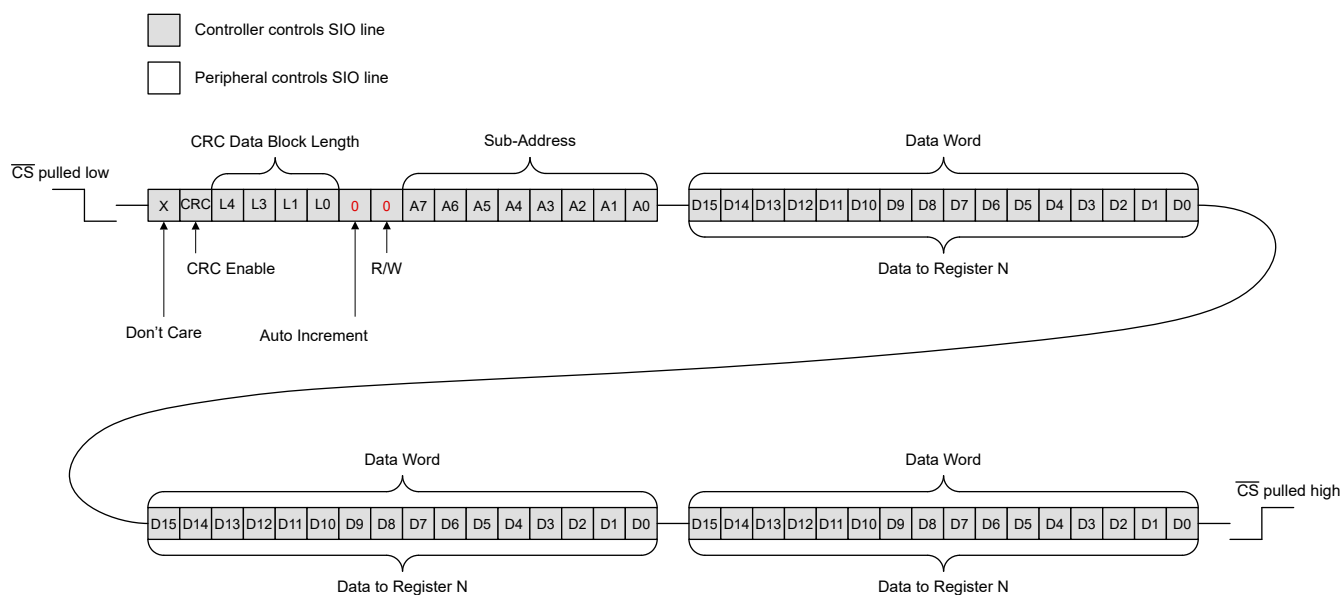 Controller controls SIO line
Peripheral controls SIO line
CRC Data Block Length
Sub-Address
Data Word
CS pulled low
X CRC L4 L3 L1 L0 0 0 A7 A6 A5 A4 A3 A2 A1 A0
D15 D14 D13 D12 D11 D10 D9 D8 D7 D6 D5 D4 D3 D2 D1 D0
CRC Enable
R/W
Data to Register N
Don't Care
Auto Increment
Data Word
Data Word
CS pulled high
D15 D14 D13 D12 D11 D10 D9 D8 D7 D6 D5 D4 D3 D2 D1 D0
D15 D14 D13 D12 D11 D10 D9 D8 D7 D6 D5 D4 D3 D2 D1 D0
Data to Register N
Data to Register N